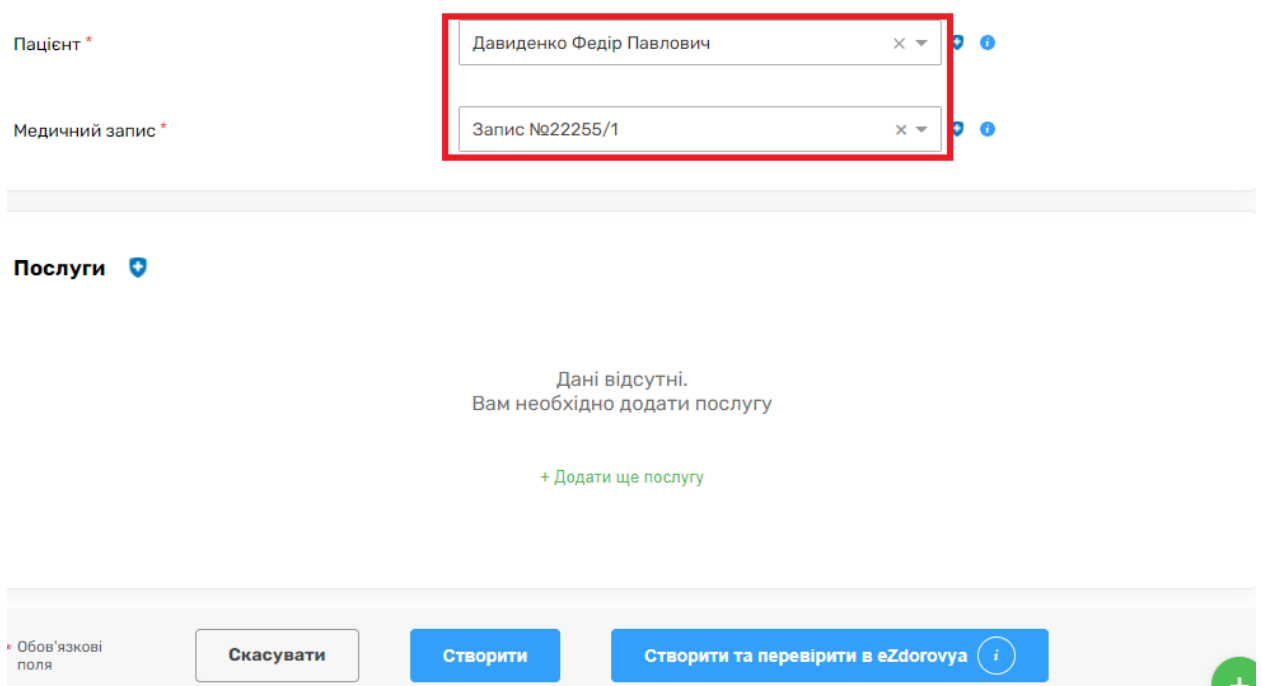 Пацієнт *
Давиденко Федір Павлович
Медичний запис *
Запис №22255/1
Послуги
Дані відсутні.
Вам необхідно додати послугу
+ Додати ще послугу
* Обов'язкові
поля
Скасувати
Створити
Створити та перевірити в eZdorovya